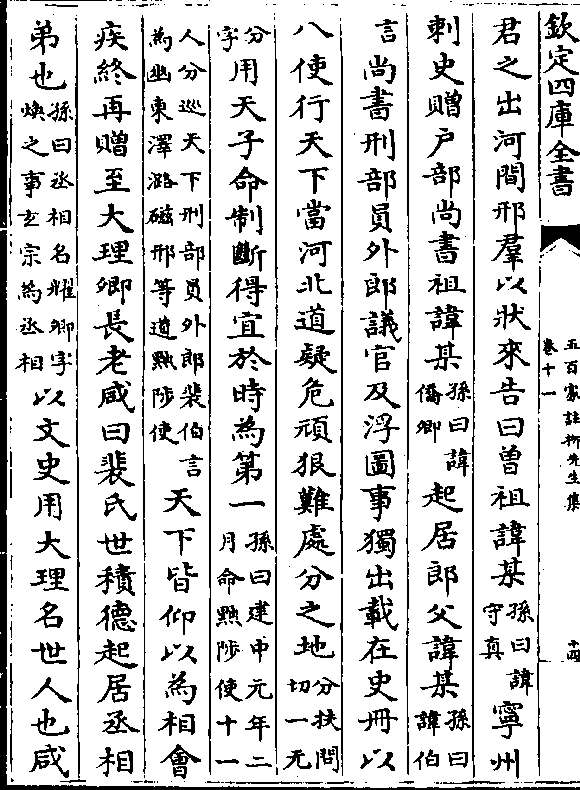 欽定四庫全書
五百家註柳先生集
卷十一
十四
君之出河間邢羣以狀來告曰曾祖諱某孫曰諱守真寧州
刺史贈户部尚書祖諱某孫曰諱僑卿起居郎父諱某孫曰諱伯
言尚書刑部員外郎議官及浮圖事獨出載在史冊以
八使行天下當河北道疑危頑狠難處分之地分扶問切一无
分字用天子命制斷得宜於時為第一孫曰建中元年二月命黜陟使十一
人分巡天下刑部員外郎裴伯言為幽東澤潞磁邢等道黜陟使天下皆仰以為相會
疾終再贈至大理卿長老咸曰裴氏世積德起居丞相
弟也孫曰丞相名耀卿字煥之事玄宗為丞相以文史用大理名世人也咸